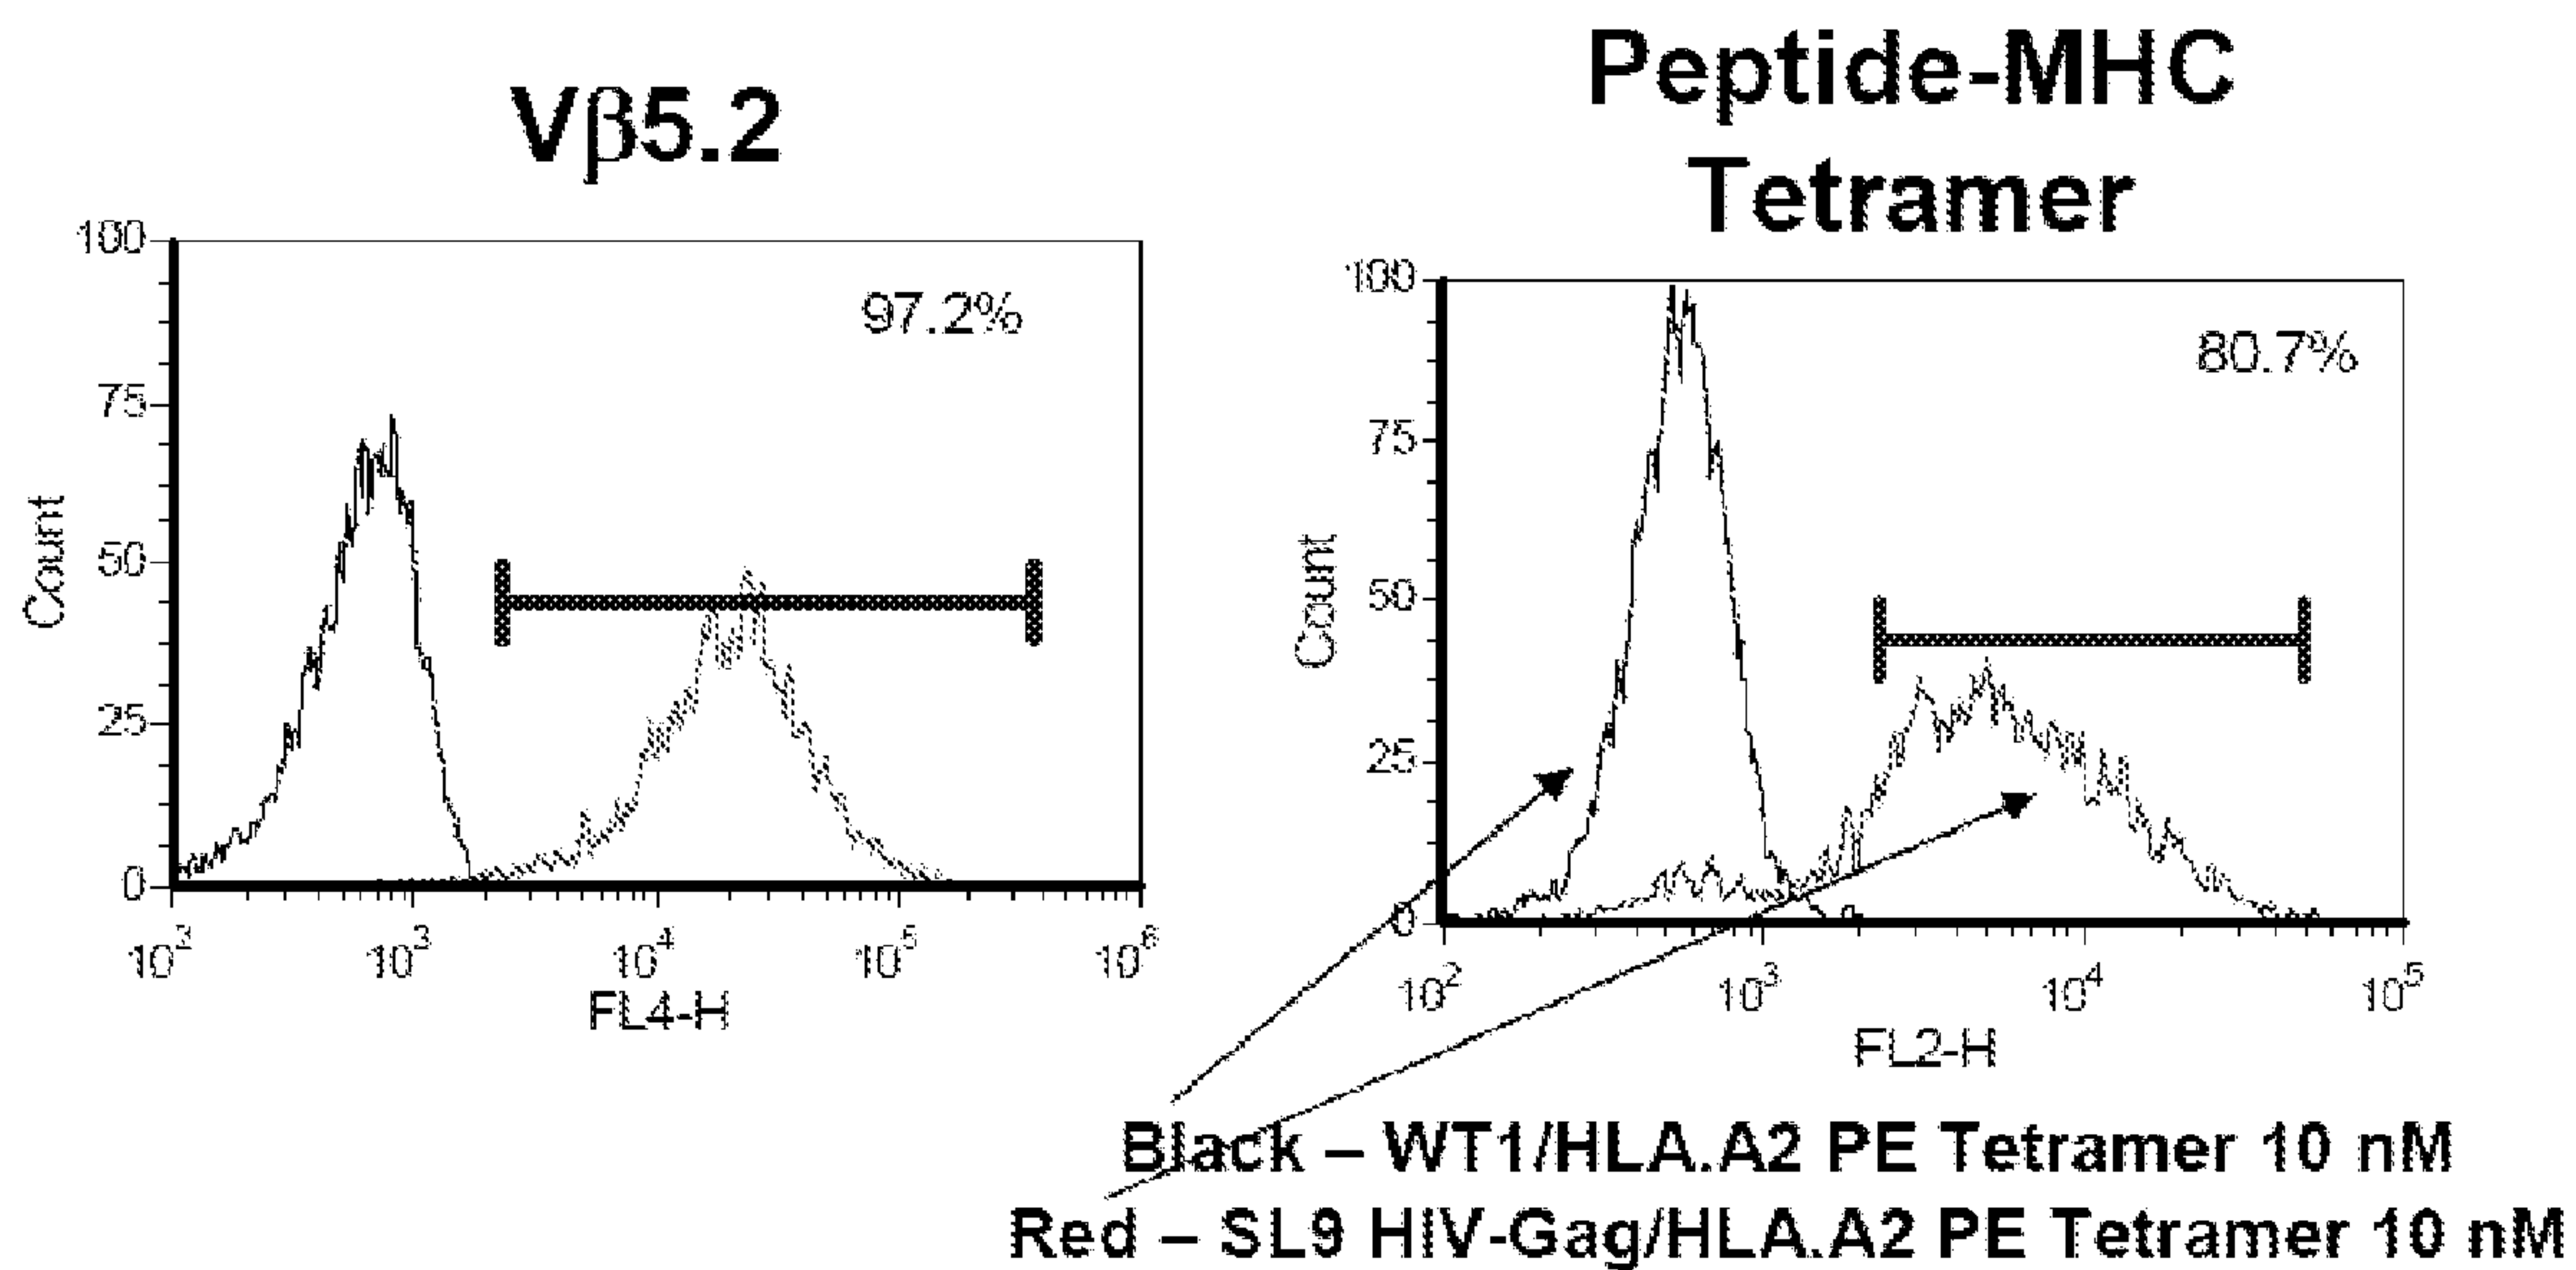 Vβ5.2
100
75
50
25
0
Count
97.2%
10² 10³ 10⁴ 10⁵ 10⁶
FL4-H
Peptide-MHC
Tetramer
100
75
50
25
0
Count
80.7%
10² 10³ 10⁴ 10⁵
FL2-H
Black – WT1/HLA.A2 PE Tetramer 10 nM
Red – SL9 HIV-Gag/HLA.A2 PE Tetramer 10 nM